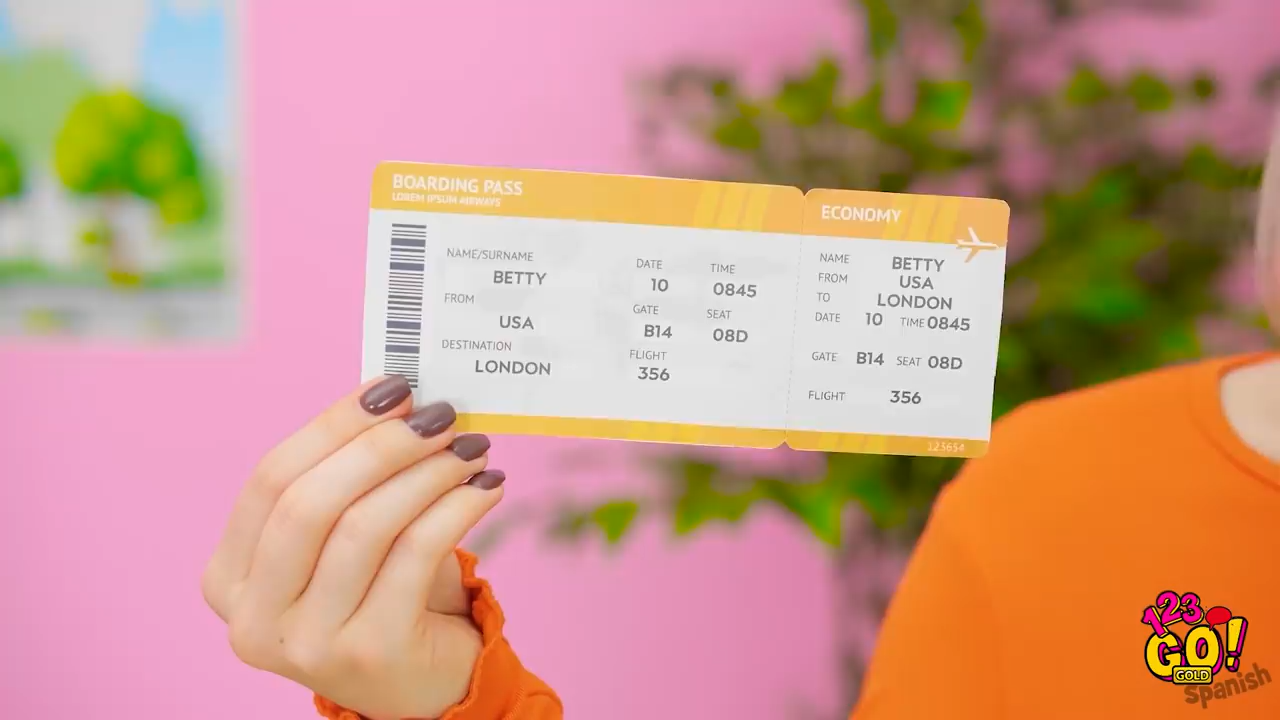 BOARDING PASS
LOREM IPSUM AIRWAYS
NAME/SURNAME
BETTY
FROM
USA
DESTINATION
LONDON
DATE TIME
10 0845
GATE SEAT
B14 08D
FLIGHT
356
ECONOMY
NAME BETTY
FROM USA
TO LONDON
DATE 10 TIME 0845
GATE B14 SEAT 08D
FLIGHT 356
123654
123
GO!
GOLD
Spanish